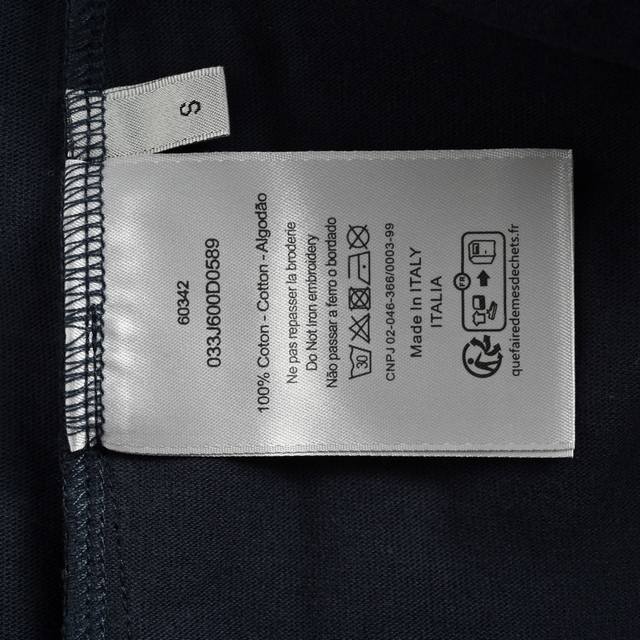 S
60342
033J600D0589
100% Coton - Cotton - Algodão
Ne pas repasser la broderie
Do Not Iron embroidery
Não passar a ferro o bordado
30
CNPJ 02-046-366/0003-99
Made In ITALY
ITALIA
FR
quefairedemesdechets.fr